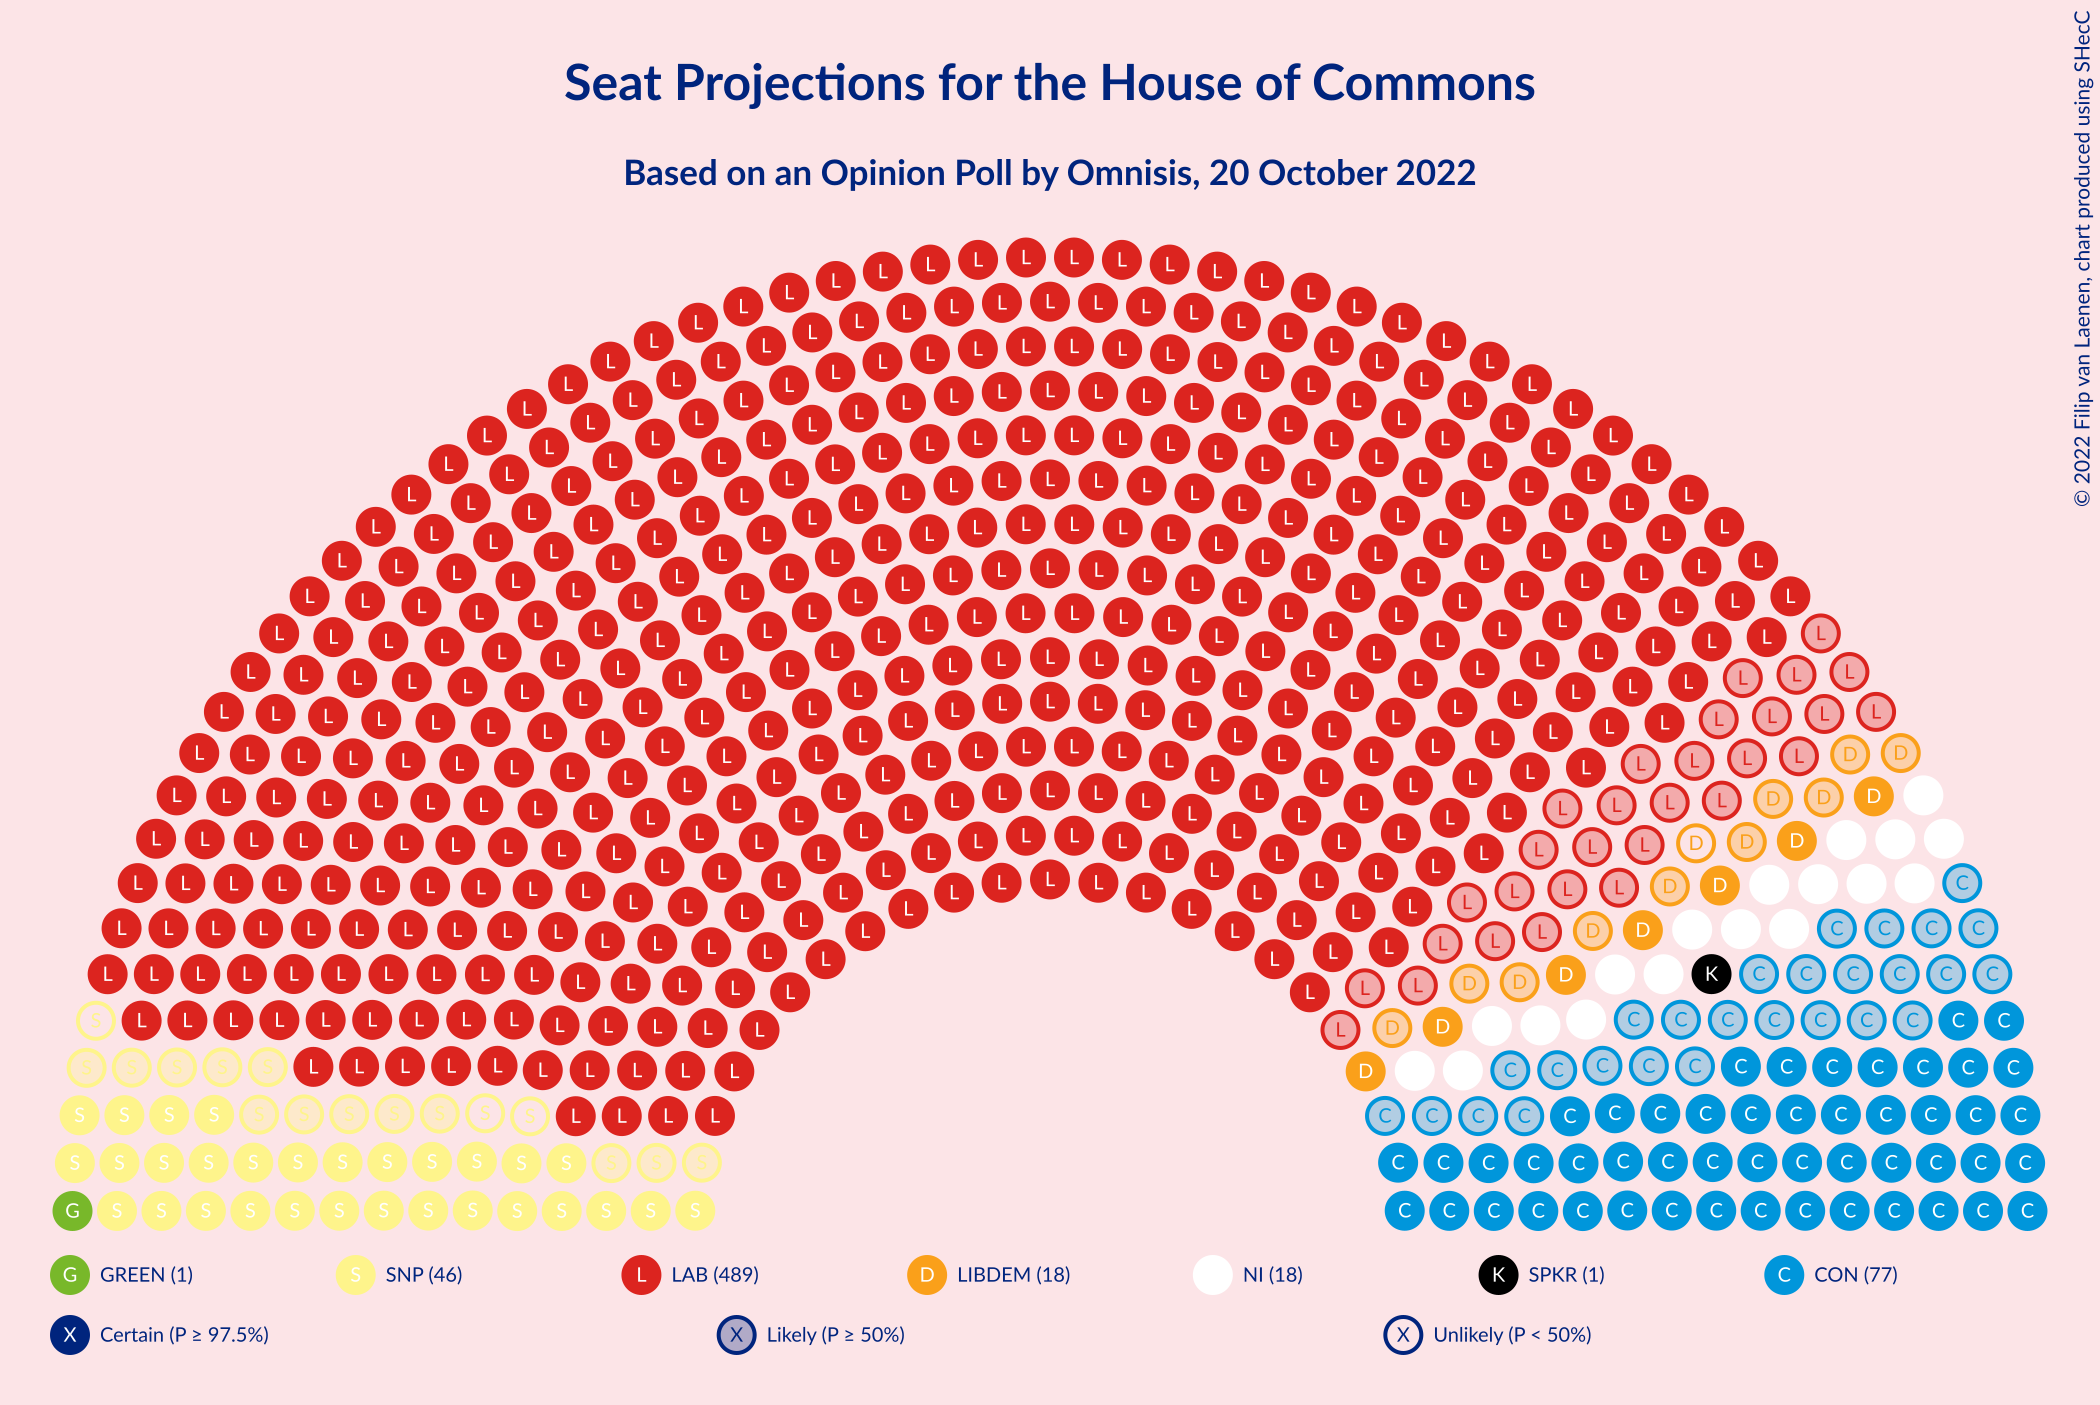 Seat Projections for the House of Commons
Based on an Opinion Poll by Omnisis, 20 October 2022
© 2022 Filip van Laenen, chart produced using SHecC
G GREEN (1)
S SNP (46)
L LAB (489)
D LIBDEM (18)
NI (18)
K SPKR (1)
C CON (77)
X Certain (P ≥ 97.5%)
X Likely (P ≥ 50%)
X Unlikely (P < 50%)